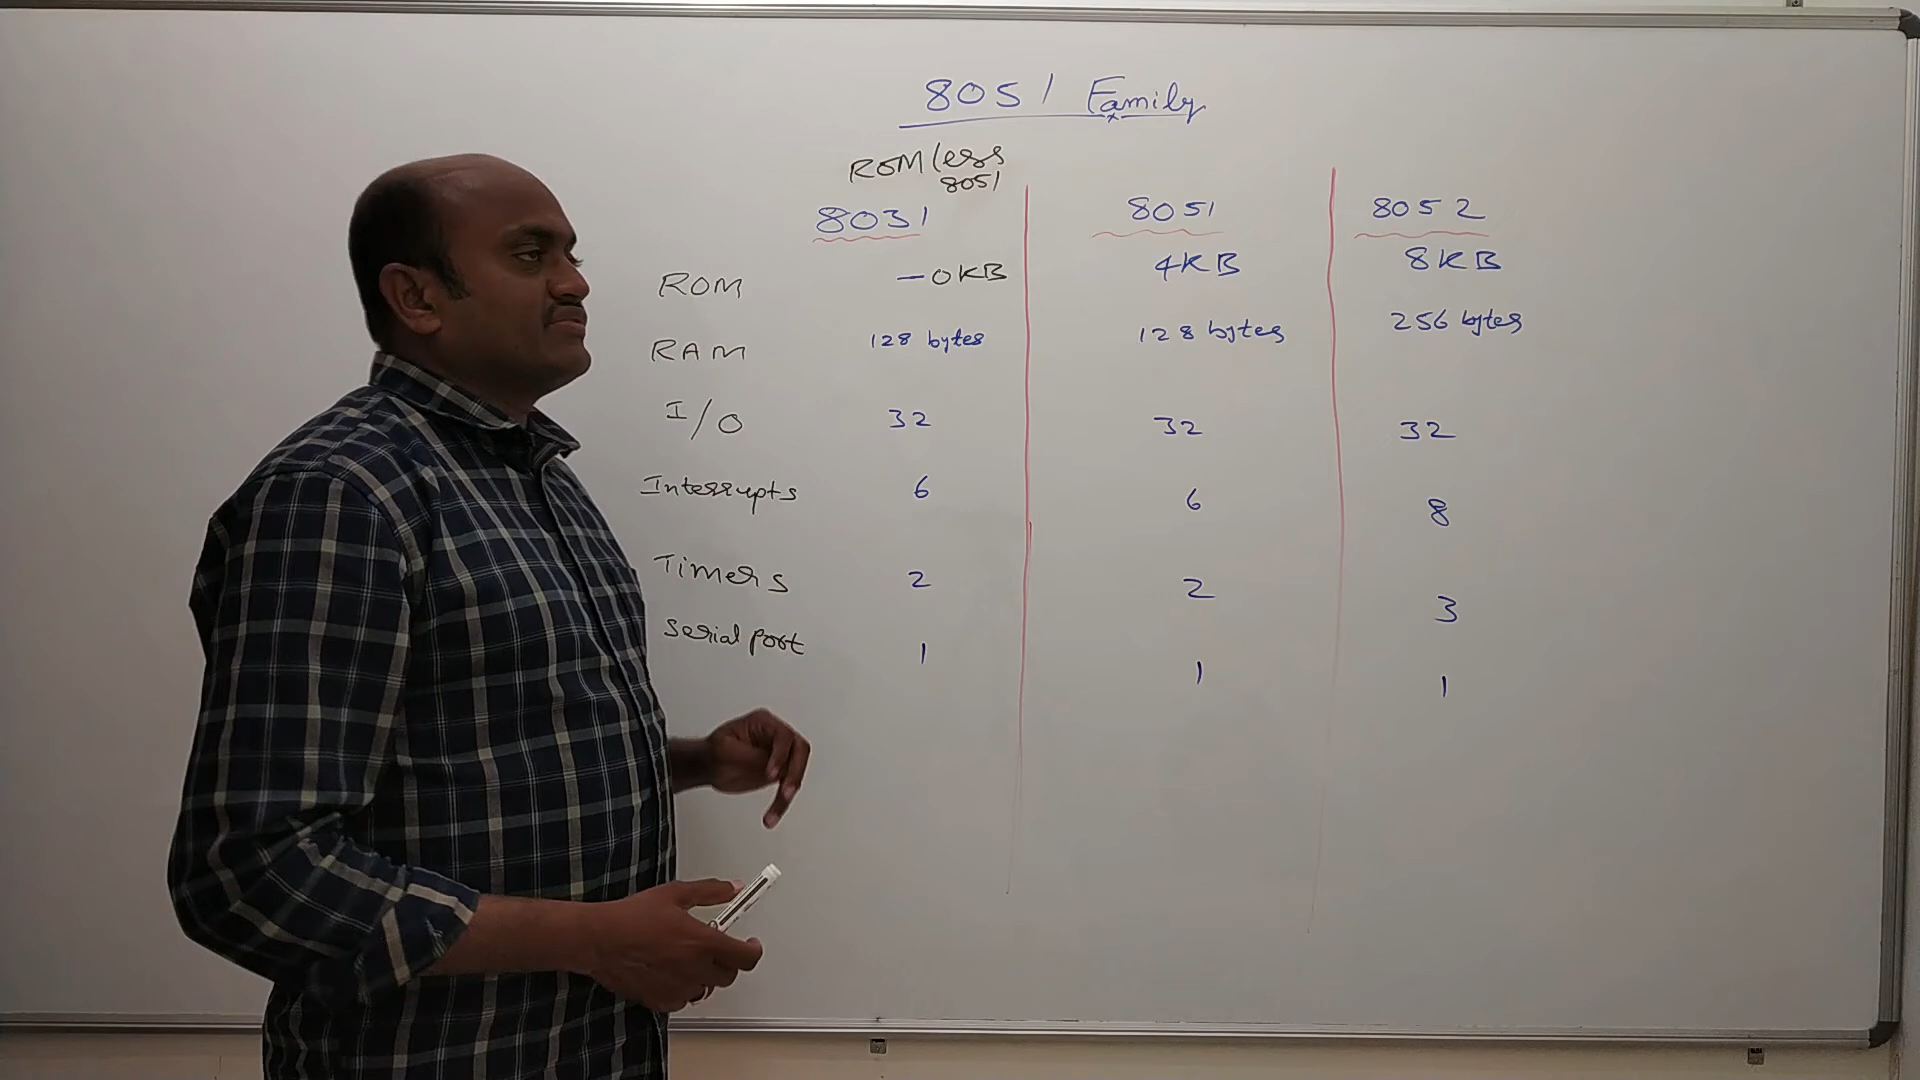 8051 Family
ROMless
8051
8031 8051 8052
ROM —0KB 4KB 8KB
RAM 128 bytes 128 bytes 256 bytes
I/O 32 32 32
Interrupts 6 6 8
Timers 2 2 3
Serial port 1 1 1